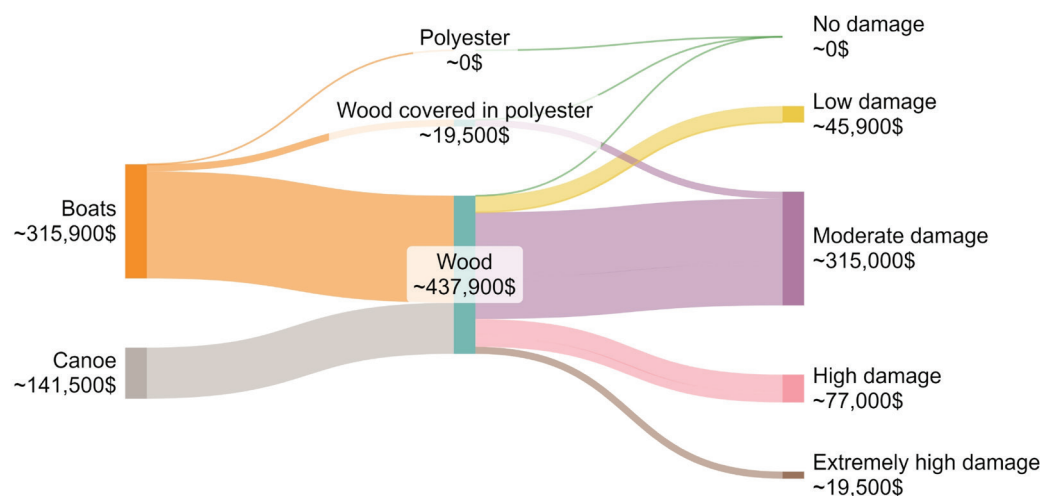 Polyester
~0$
Wood covered in polyester
~19,500$
Boats
~315,900$
Wood
~437,900$
Canoe
~141,500$
No damage
~0$
Low damage
~45,900$
Moderate damage
~315,000$
High damage
~77,000$
Extremely high damage
~19,500$